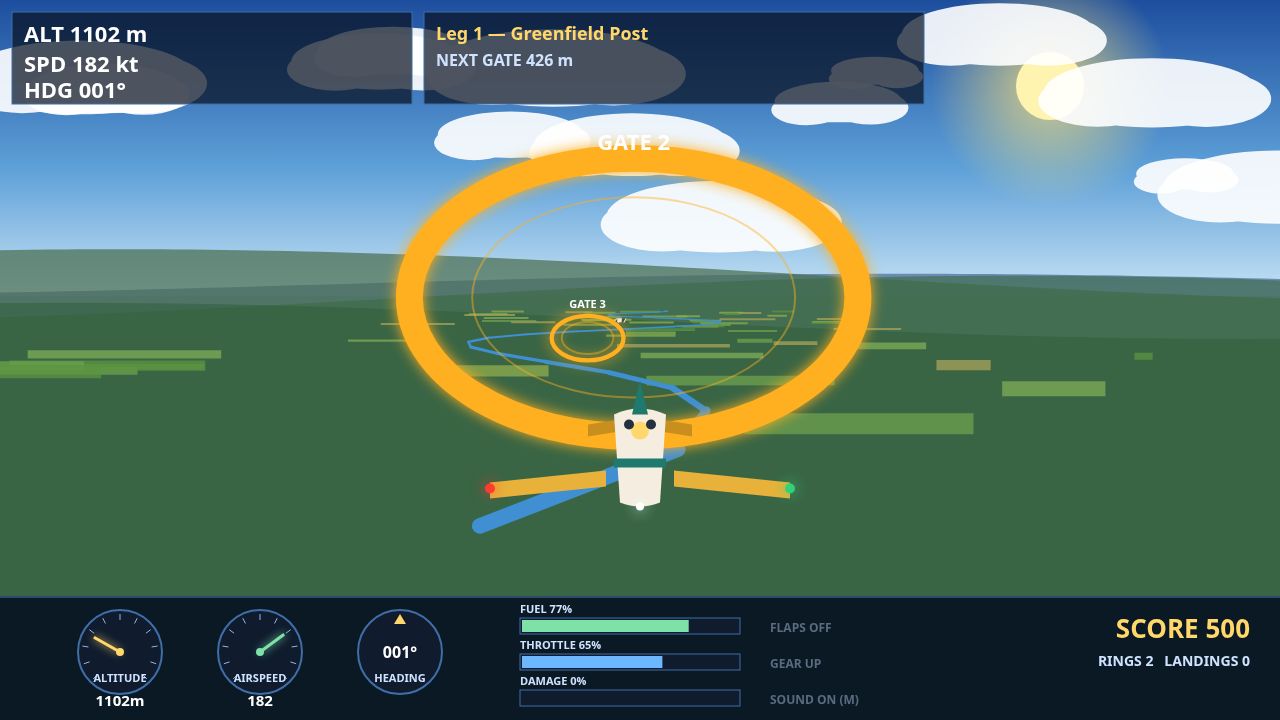 ALT 1102 m
SPD 182 kt
HDG 001°
Leg 1 — Greenfield Post
NEXT GATE 426 m
GATE 2
GATE 3
ALTITUDE
1102m
AIRSPEED
182
001°
HEADING
FUEL 77%
THROTTLE 65%
DAMAGE 0%
FLAPS OFF
GEAR UP
SOUND ON (M)
SCORE 500
RINGS 2 LANDINGS 0